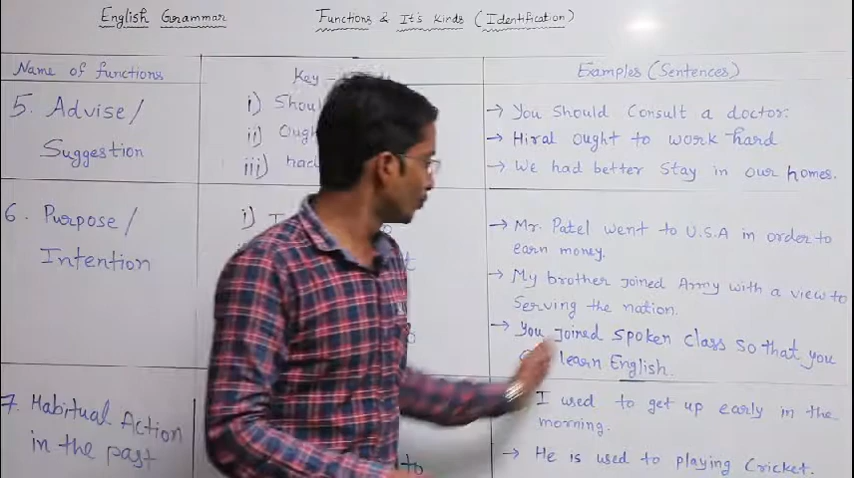 English Grammar
Functions & It's Kinds (Identification)
Name of functions
Key
Examples (Sentences)
5. Advise/
Suggestion
i)
ii)
iii) had
→ You should consult a doctor.
→ Hiral ought to work hard
→ We had better stay in our homes.
6. Purpose/
Intention
i)
→ Mr. Patel went to U.S.A in order to
earn money.
→ My brother joined Army with a view to
serving the nation.
→ You joined spoken class so that you
learn English.
7. Habitual Action
in the past
to
I used to get up early in the
morning.
→ He is used to playing Cricket.